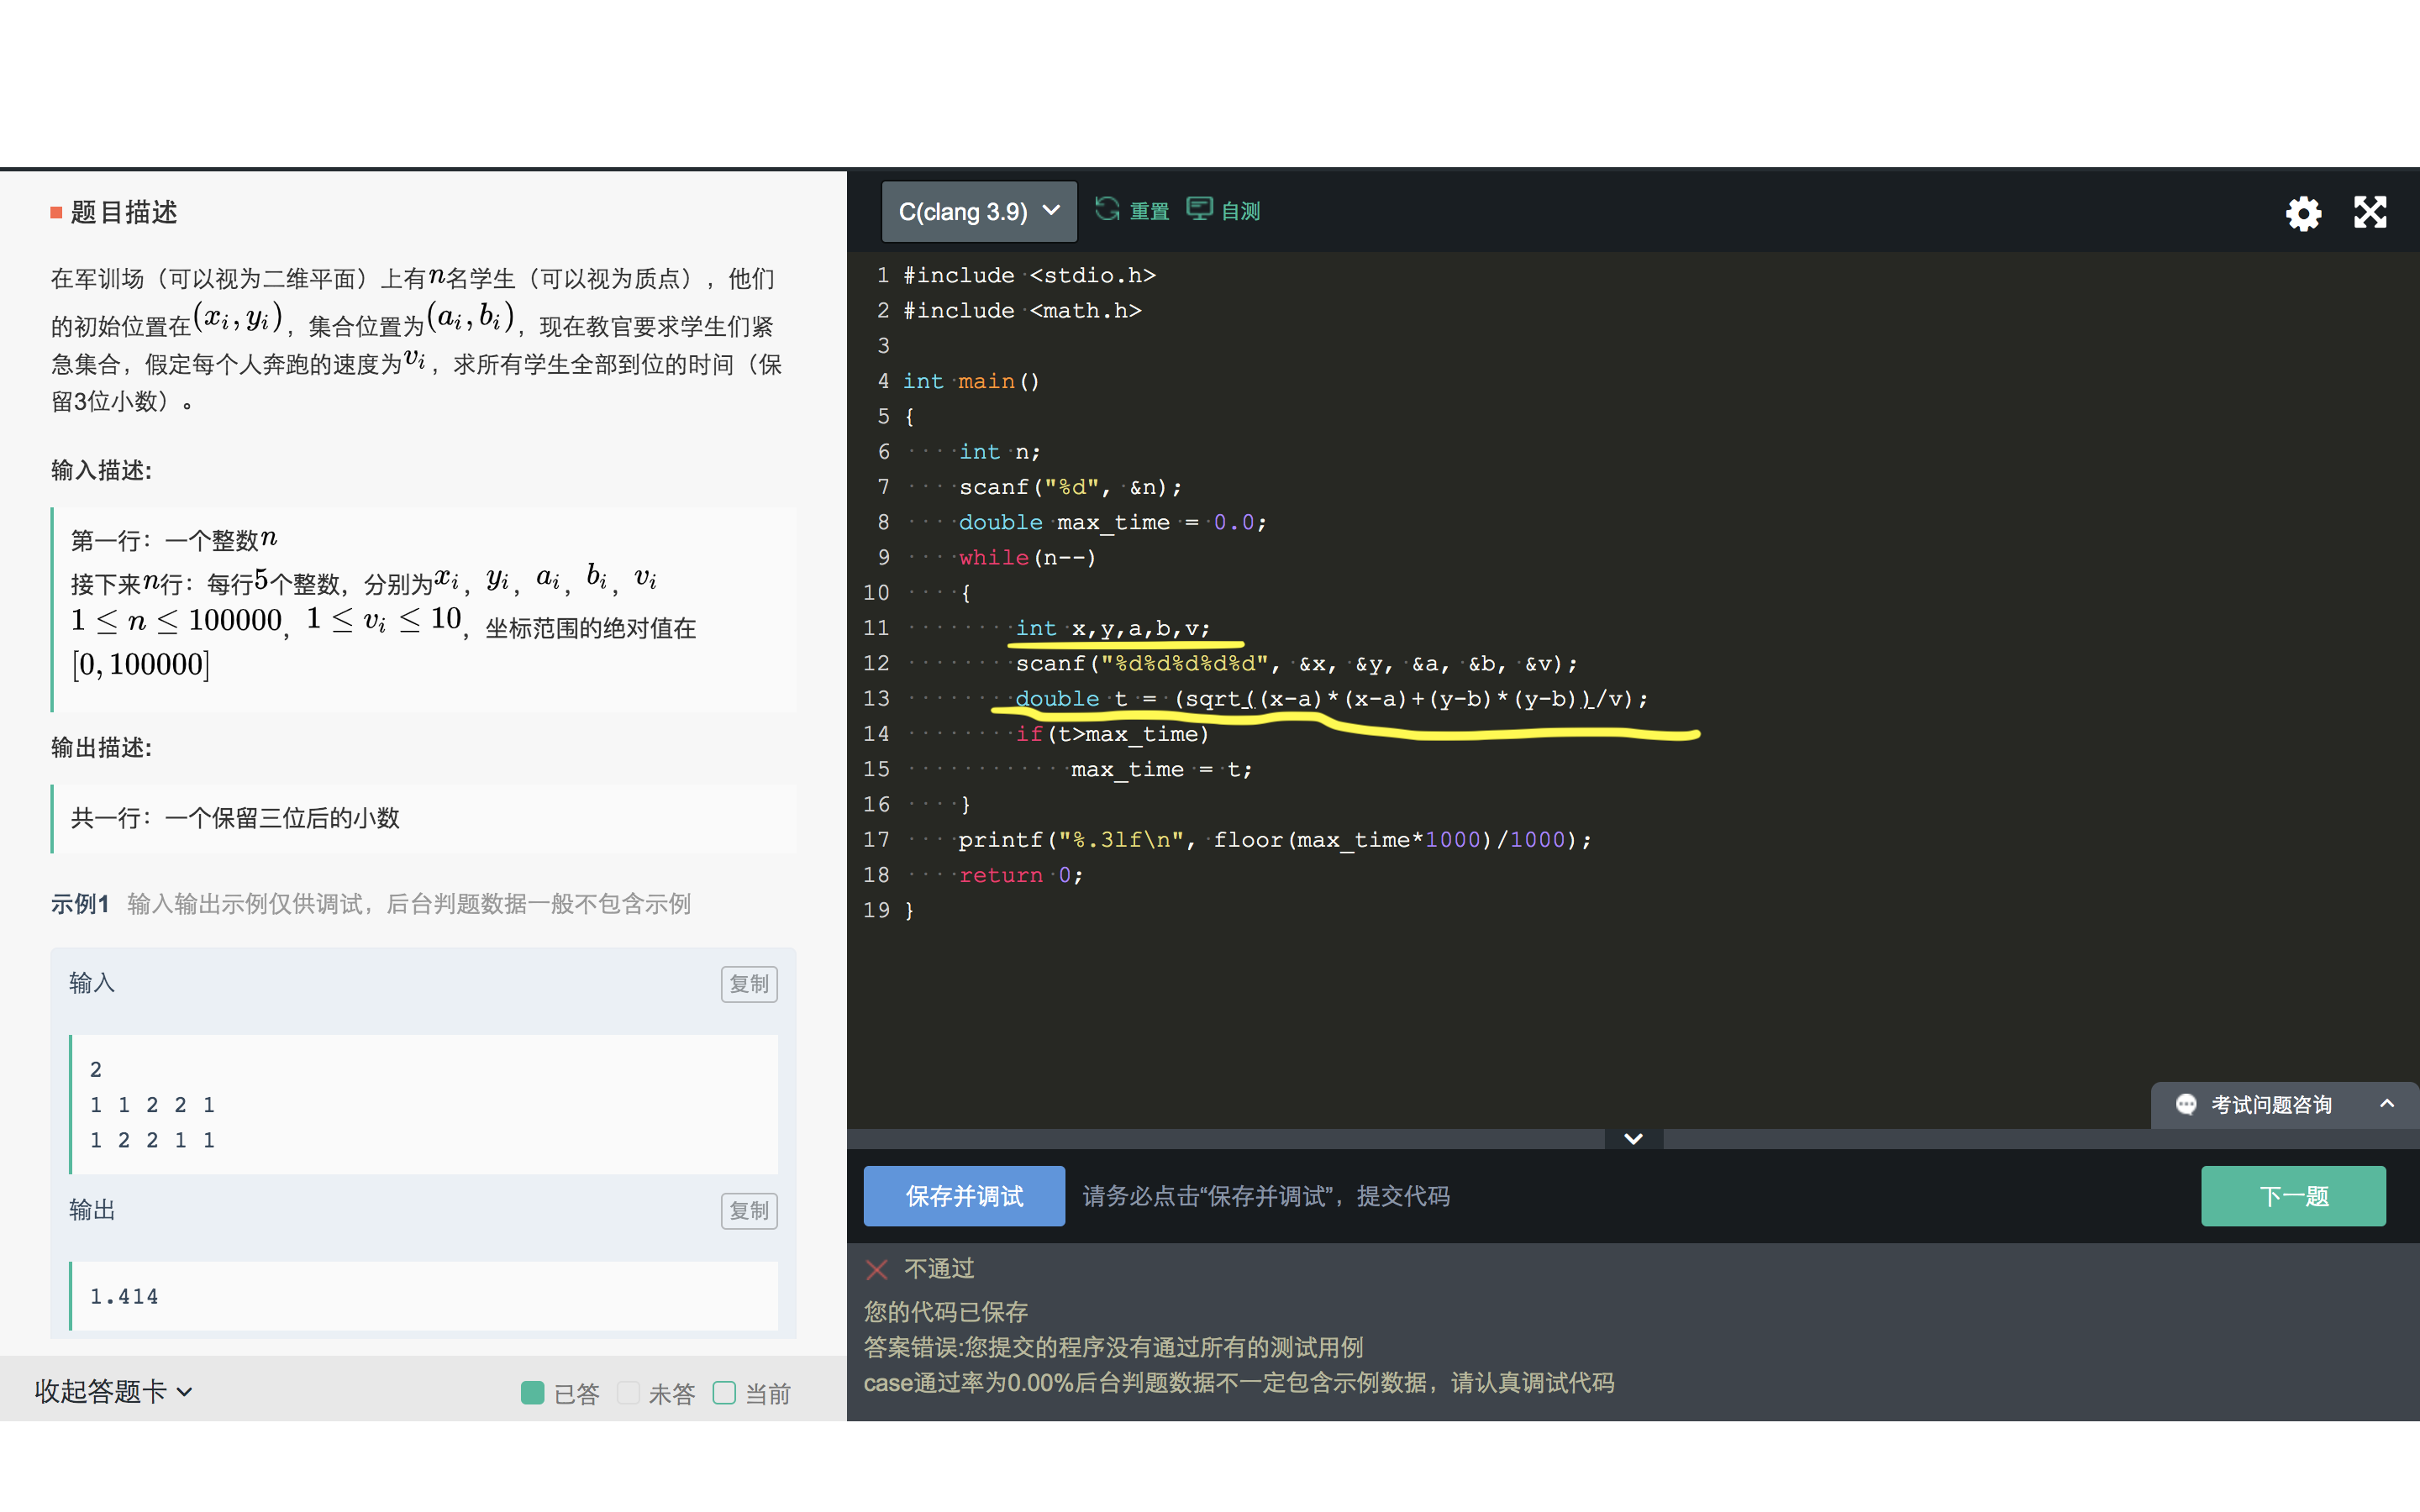 题目描述
在军训场（可以视为二维平面）上有n名学生（可以视为质点），他们
的初始位置在(xᵢ, yᵢ)，集合位置为(aᵢ, bᵢ)，现在教官要求学生们紧
急集合，假定每个人奔跑的速度为vᵢ，求所有学生全部到位的时间（保
留3位小数）。
输入描述:
第一行：一个整数n
接下来n行：每行5个整数，分别为xᵢ，yᵢ，aᵢ，bᵢ，vᵢ
1 ≤ n ≤ 100000，1 ≤ vᵢ ≤ 10，坐标范围的绝对值在
[0, 100000]
输出描述:
共一行：一个保留三位后的小数
示例1 输入输出示例仅供调试，后台判题数据一般不包含示例
输入 复制
2
1 1 2 2 1
1 2 2 1 1
输出 复制
1.414
收起答题卡 已答 未答 当前
C(clang 3.9) 重置 自测
1 #include <stdio.h>
2 #include <math.h>
3
4 int main()
5 {
6     int n;
7     scanf("%d", &n);
8     double max_time = 0.0;
9     while(n--)
10     {
11         int x,y,a,b,v;
12         scanf("%d%d%d%d%d", &x, &y, &a, &b, &v);
13         double t = (sqrt((x-a)*(x-a)+(y-b)*(y-b))/v);
14         if(t>max_time)
15             max_time = t;
16     }
17     printf("%.3lf\n", floor(max_time*1000)/1000);
18     return 0;
19 }
考试问题咨询
保存并调试 请务必点击“保存并调试”，提交代码 下一题
不通过
您的代码已保存
答案错误:您提交的程序没有通过所有的测试用例
case通过率为0.00%后台判题数据不一定包含示例数据，请认真调试代码